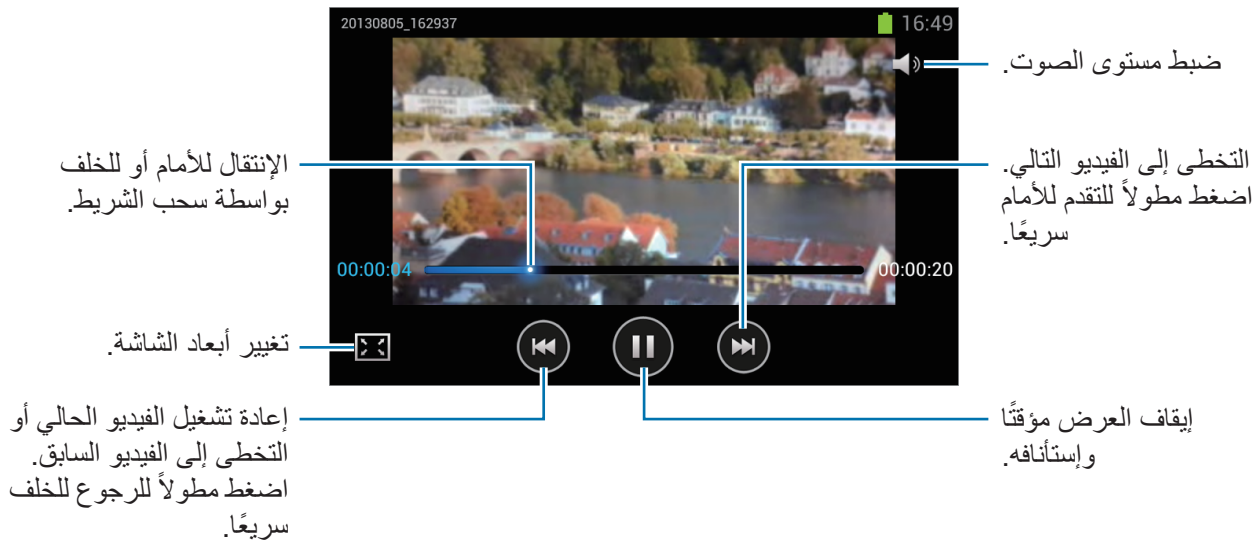 20130805_162937
16:49
ضبط مستوى الصوت.
الإنتقال للأمام أو للخلف
بواسطة سحب الشريط.
التخطى إلى الفيديو التالي.
اضغط مطولاً للتقدم للأمام
سريعًا.
00:00:04
00:00:20
تغيير أبعاد الشاشة.
إعادة تشغيل الفيديو الحالي أو
التخطى إلى الفيديو السابق.
اضغط مطولاً للرجوع للخلف
سريعًا.
إيقاف العرض مؤقتًا
وإستأنافه.